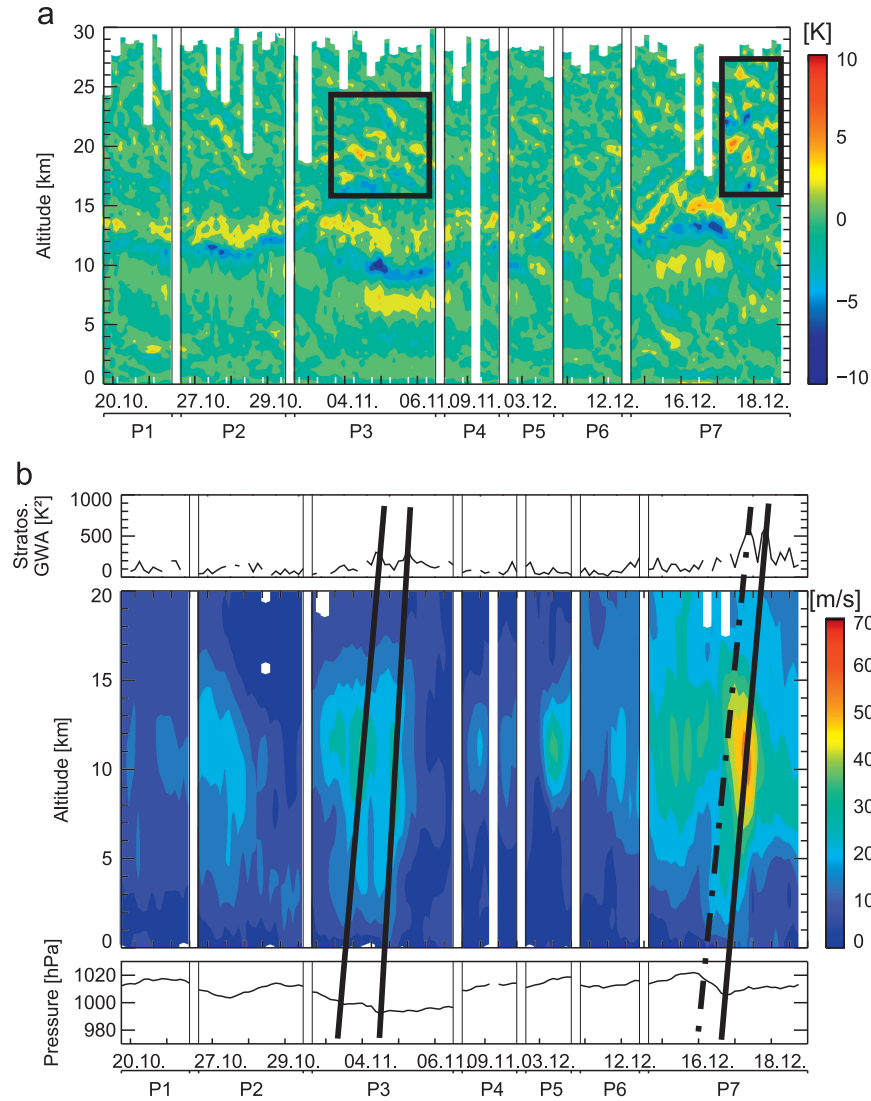 a
[K]
30
25
20
15
10
5
0
Altitude [km]
10
5
0
−5
−10
20.10. 27.10. 29.10. 04.11. 06.11. 09.11. 03.12. 12.12. 16.12. 18.12.
P1 P2 P3 P4 P5 P6 P7
b
1000
500
0
Stratos.
GWA [K²]
[m/s]
20
15
10
5
0
Altitude [km]
70
60
50
40
30
20
10
0
1020
1000
980
Pressure [hPa]
20.10. 27.10. 29.10. 04.11. 06.11. 09.11. 03.12. 12.12. 16.12. 18.12.
P1 P2 P3 P4 P5 P6 P7